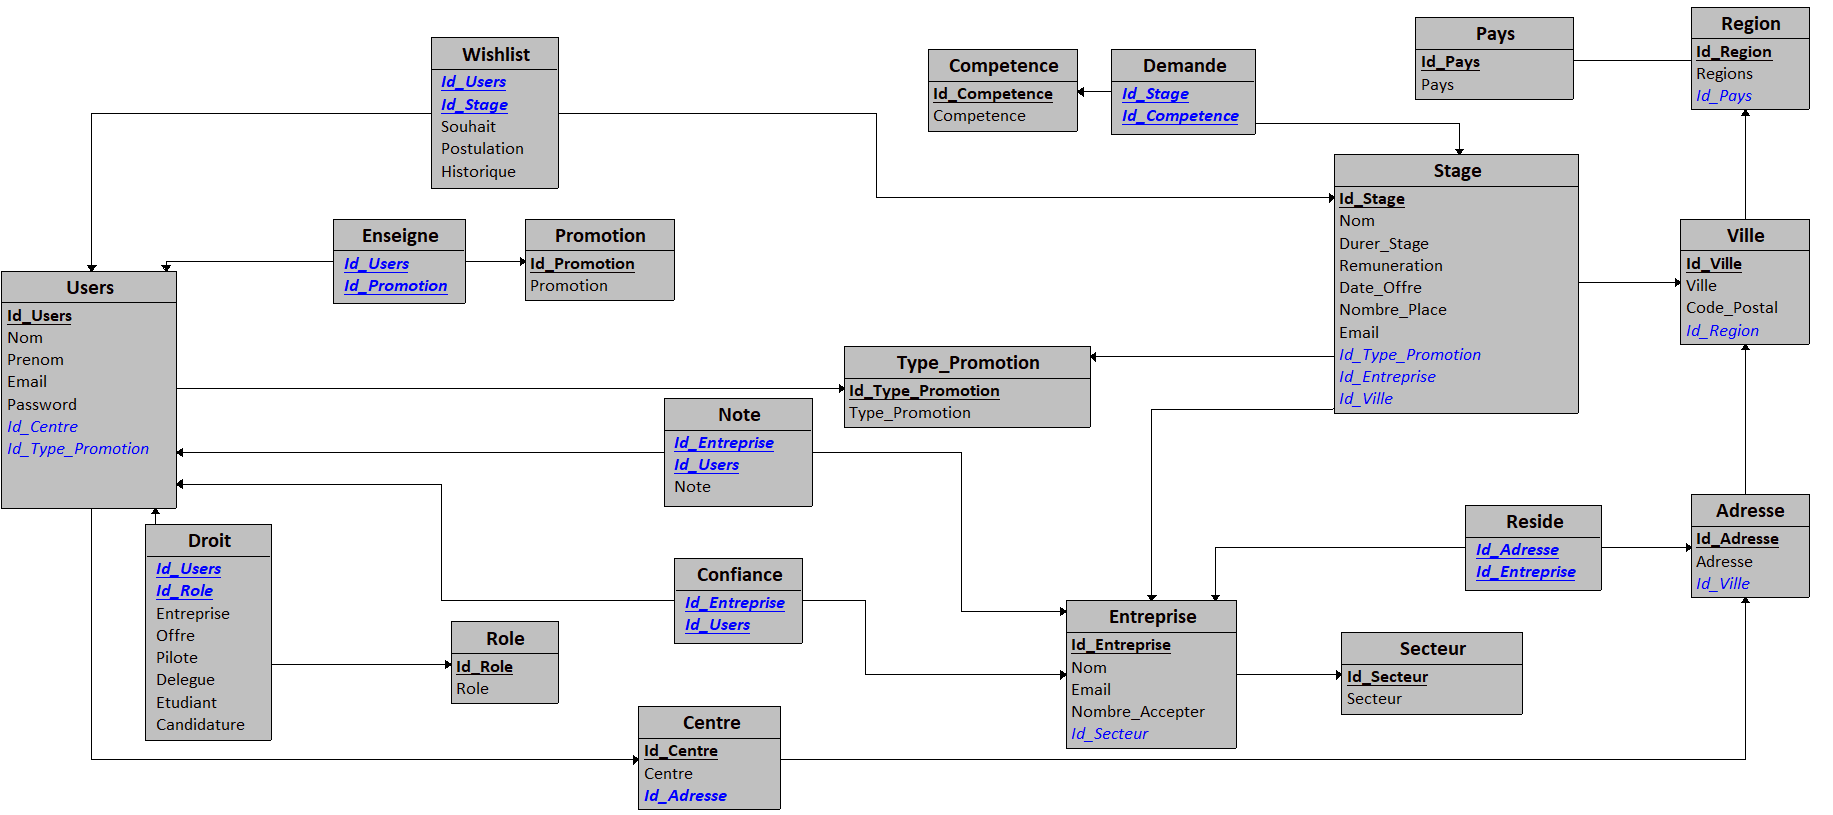 Wishlist
Id_Users
Id_Stage
Souhait
Postulation
Historique
Competence
Id_Competence
Competence
Demande
Id_Stage
Id_Competence
Pays
Id_Pays
Pays
Region
Id_Region
Regions
Id_Pays
Enseigne
Id_Users
Id_Promotion
Promotion
Id_Promotion
Promotion
Stage
Id_Stage
Nom
Durer_Stage
Remuneration
Date_Offre
Nombre_Place
Email
Id_Type_Promotion
Id_Entreprise
Id_Ville
Ville
Id_Ville
Ville
Code_Postal
Id_Region
Users
Id_Users
Nom
Prenom
Email
Password
Id_Centre
Id_Type_Promotion
Type_Promotion
Id_Type_Promotion
Type_Promotion
Note
Id_Entreprise
Id_Users
Note
Droit
Id_Users
Id_Role
Entreprise
Offre
Pilote
Delegue
Etudiant
Candidature
Role
Id_Role
Role
Confiance
Id_Entreprise
Id_Users
Reside
Id_Adresse
Id_Entreprise
Adresse
Id_Adresse
Adresse
Id_Ville
Entreprise
Id_Entreprise
Nom
Email
Nombre_Accepter
Id_Secteur
Secteur
Id_Secteur
Secteur
Centre
Id_Centre
Centre
Id_Adresse